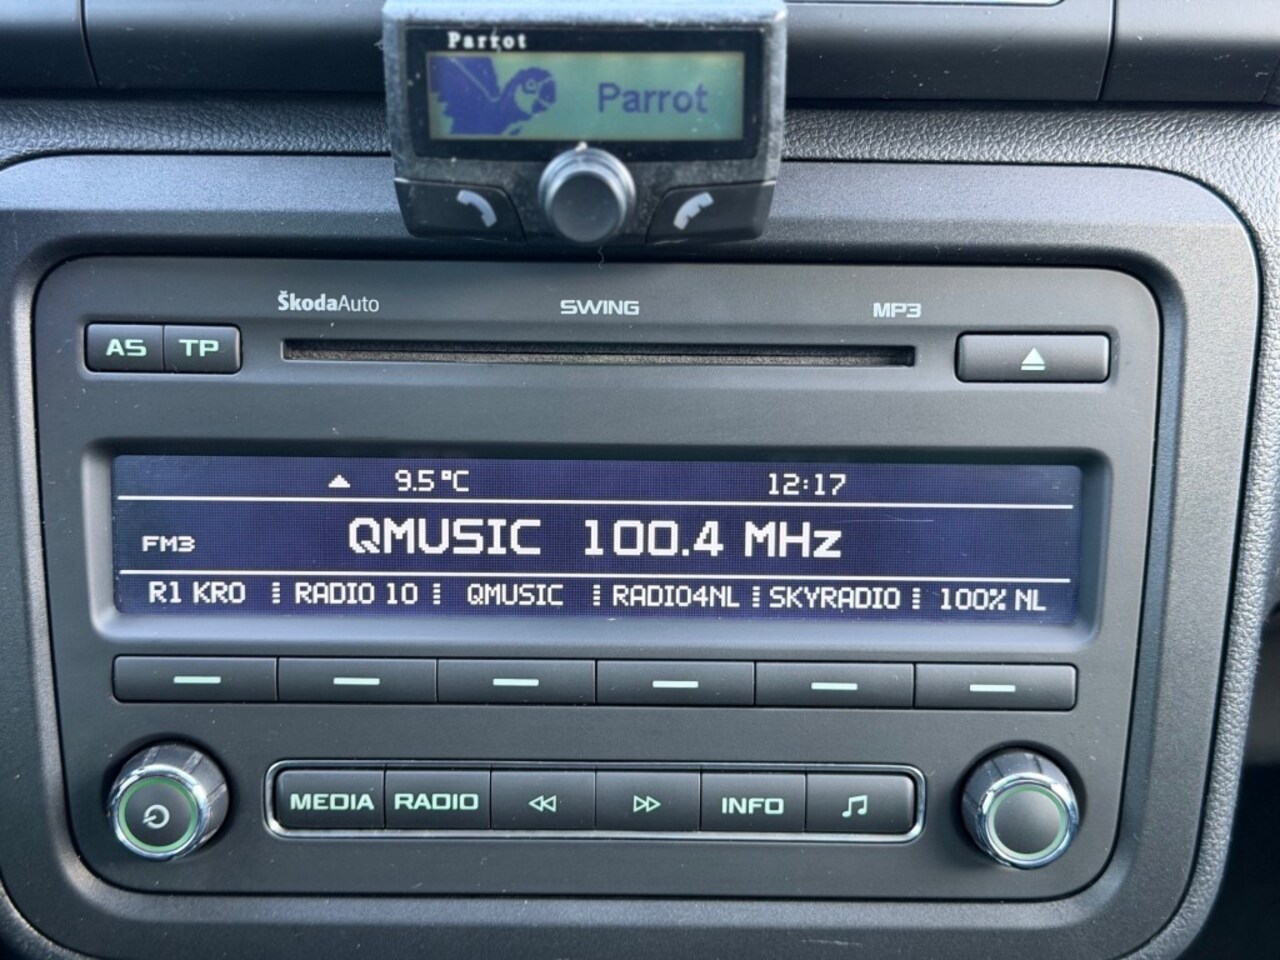 Parrot
Parrot
ŠkodaAuto SWING MP3
AS TP
9.5°C 12:17
FM3 QMUSIC 100.4 MHz
R1 KRO RADIO 10 QMUSIC RADIO4NL SKYRADIO 100% NL
MEDIA RADIO INFO